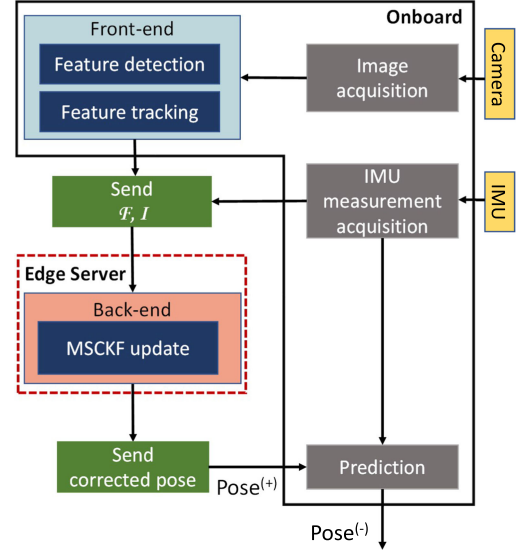 Onboard
Front-end
Feature detection
Feature tracking
Image
acquisition
Camera
Send
𝓕, I
IMU
measurement
acquisition
IMU
Edge Server
Back-end
MSCKF update
Send
corrected pose
Pose(+)
Prediction
Pose(-)